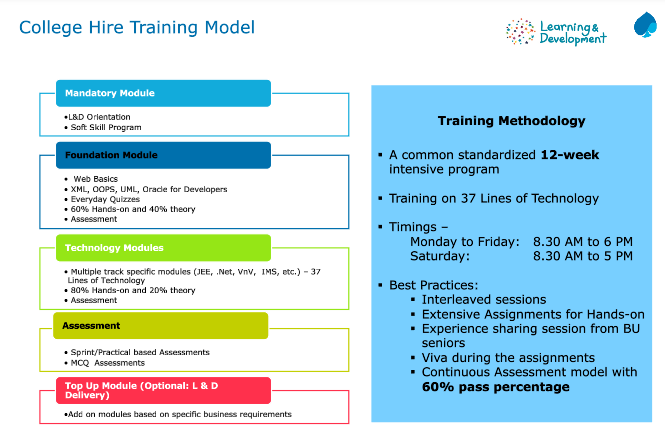 College Hire Training Model
Learning &
Development
Mandatory Module
•L&D Orientation
• Soft Skill Program
Foundation Module
• Web Basics
• XML, OOPS, UML, Oracle for Developers
• Everyday Quizzes
• 60% Hands-on and 40% theory
• Assessment
Technology Modules
• Multiple track specific modules (JEE, .Net, VnV, IMS, etc.) – 37
Lines of Technology
• 80% Hands-on and 20% theory
• Assessment
Assessment
• Sprint/Practical based Assessments
• MCQ Assessments
Top Up Module (Optional: L & D
Delivery)
•Add on modules based on specific business requirements
Training Methodology
▪ A common standardized 12-week
intensive program
▪ Training on 37 Lines of Technology
▪ Timings –
Monday to Friday: 8.30 AM to 6 PM
Saturday: 8.30 AM to 5 PM
▪ Best Practices:
▪ Interleaved sessions
▪ Extensive Assignments for Hands-on
▪ Experience sharing session from BU
seniors
▪ Viva during the assignments
▪ Continuous Assessment model with
60% pass percentage